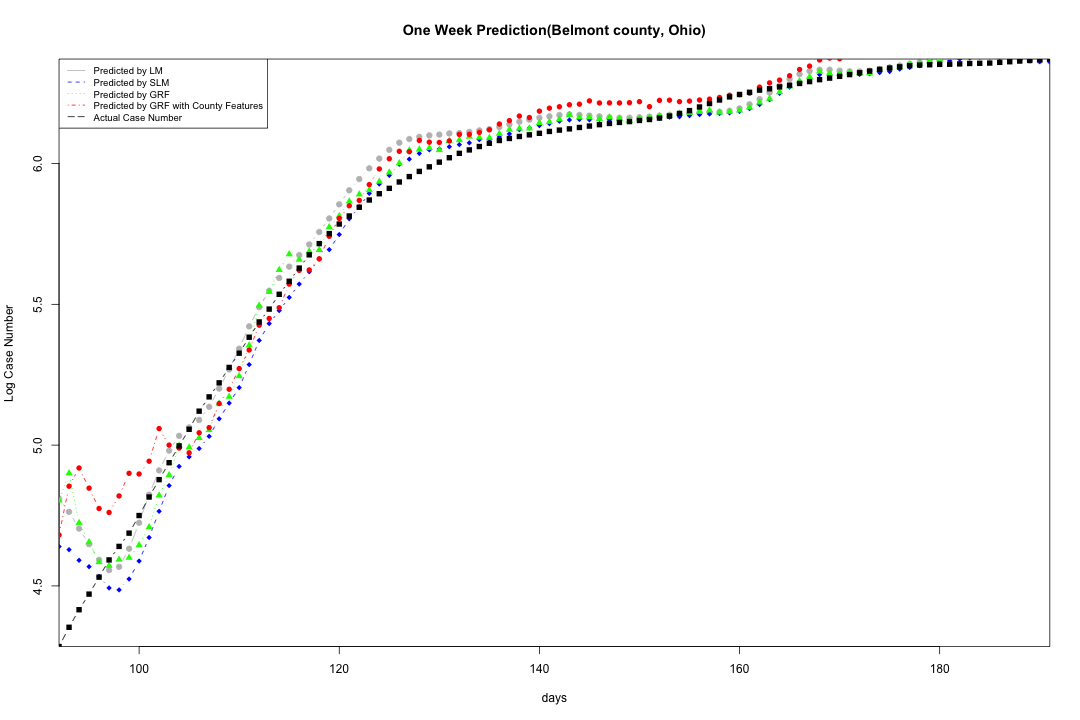 One Week Prediction(Belmont county, Ohio)
Predicted by LM
Predicted by SLM
Predicted by GRF
Predicted by GRF with County Features
Actual Case Number
Log Case Number
6.0
5.5
5.0
4.5
100 120 140 160 180
days